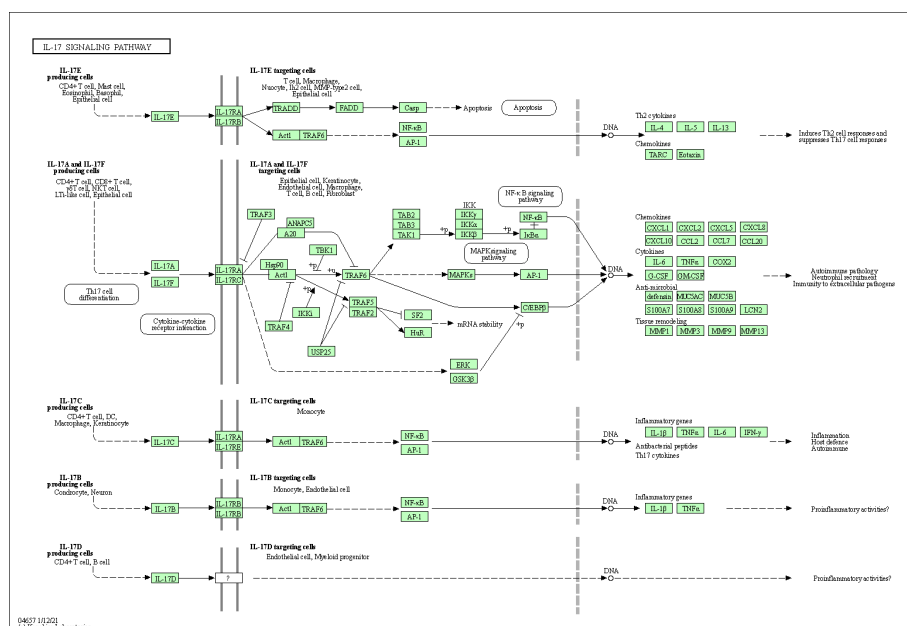 IL-17 SIGNALING PATHWAY
IL-17E
producing cells
CD4+ T cell, Mast cell,
Eosinophil, Basophil,
Epithelial cell
IL-17E
IL-17RA
IL-17RB
IL-17E targeting cells
T cell, Macrophage,
Nuocyte, Th2 cell, MMP-type2 cell,
Epithelial cell
TRADD
FADD
Casp
Apoptosis
Apoptosis
Act1
TRAF6
NF-κB
AP-1
DNA
Th2 cytokines
IL-4
IL-5
IL-13
Chemokines
TARC
Eotaxin
Induces Th2 cell responses and
suppresses Th17 cell responses
IL-17A and IL-17F
producing cells
CD4+ T cell, CD8+ T cell,
γδT cell, NKT cell,
LTi-like cell, Epithelial cell
IL-17A
IL-17F
Th17 cell
differentiation
Cytokine-cytokine
receptor interaction
IL-17RA
IL-17RC
IL-17A and IL-17F
targeting cells
Epithelial cell, Keratinocyte,
Endothelial cell, Macrophage,
T cell, B cell, Fibroblast
TRAF3
ANAPC5
A20
TBK1
Hsp90
Act1
+p
+p
TRAF6
TRAF4
IKKi
USP25
TRAF5
TRAF2
TAB2
TAB3
TAK1
+p
IKK
IKKγ
IKKα
IKKβ
+p
NF-κB
IκBα
NF-κB signaling
pathway
MAPK signaling
pathway
MAPKs
AP-1
SF2
HuR
mRNA stability
C/EBPβ
+p
ERK
GSK3β
DNA
Chemokines
CXCL1
CXCL2
CXCL5
CXCL8
CXCL10
CCL2
CCL7
CCL20
Cytokines
IL-6
TNFα
COX2
G-CSF
GM-CSF
Anti-microbial
defensin
MUC5AC
MUC5B
S100A7
S100A8
S100A9
LCN2
Tissue remodeling
MMP1
MMP3
MMP9
MMP13
Autoimmune pathology
Neutrophil recruitment
Immunity to extracellular pathogens
IL-17C
producing cells
CD4+ T cell, DC,
Macrophage, Keratinocyte
IL-17C
IL-17RA
IL-17RE
IL-17C targeting cells
Monocyte
Act1
TRAF6
NF-κB
AP-1
DNA
Inflammatory genes
IL-1β
TNFα
IL-6
IFN-γ
Antibacterial peptides
Th17 cytokines
Inflammation
Host defence
Autoimmune
IL-17B
producing cells
Condrocyte, Neuron
IL-17B
IL-17RB
IL-17RB
IL-17B targeting cells
Monocyte, Endothelial cell
Act1
TRAF6
NF-κB
AP-1
DNA
Inflammatory genes
IL-1β
TNFα
Proinflammatory activities?
IL-17D
producing cells
CD4+ T cell, B cell
IL-17D
?
IL-17D targeting cells
Endothelial cell, Myeloid progenitor
DNA
Proinflammatory activities?
04657 1/12/21